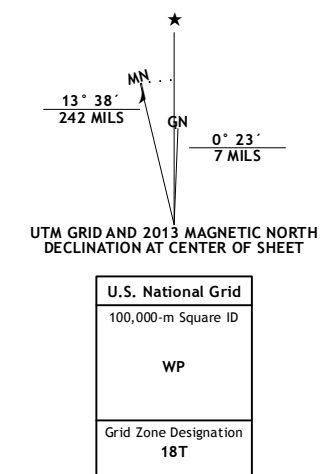 ★
MN
13° 38´
242 MILS
GN
0° 23´
7 MILS
UTM GRID AND 2013 MAGNETIC NORTH
DECLINATION AT CENTER OF SHEET
U.S. National Grid
100,000-m Square ID
WP
Grid Zone Designation
18T